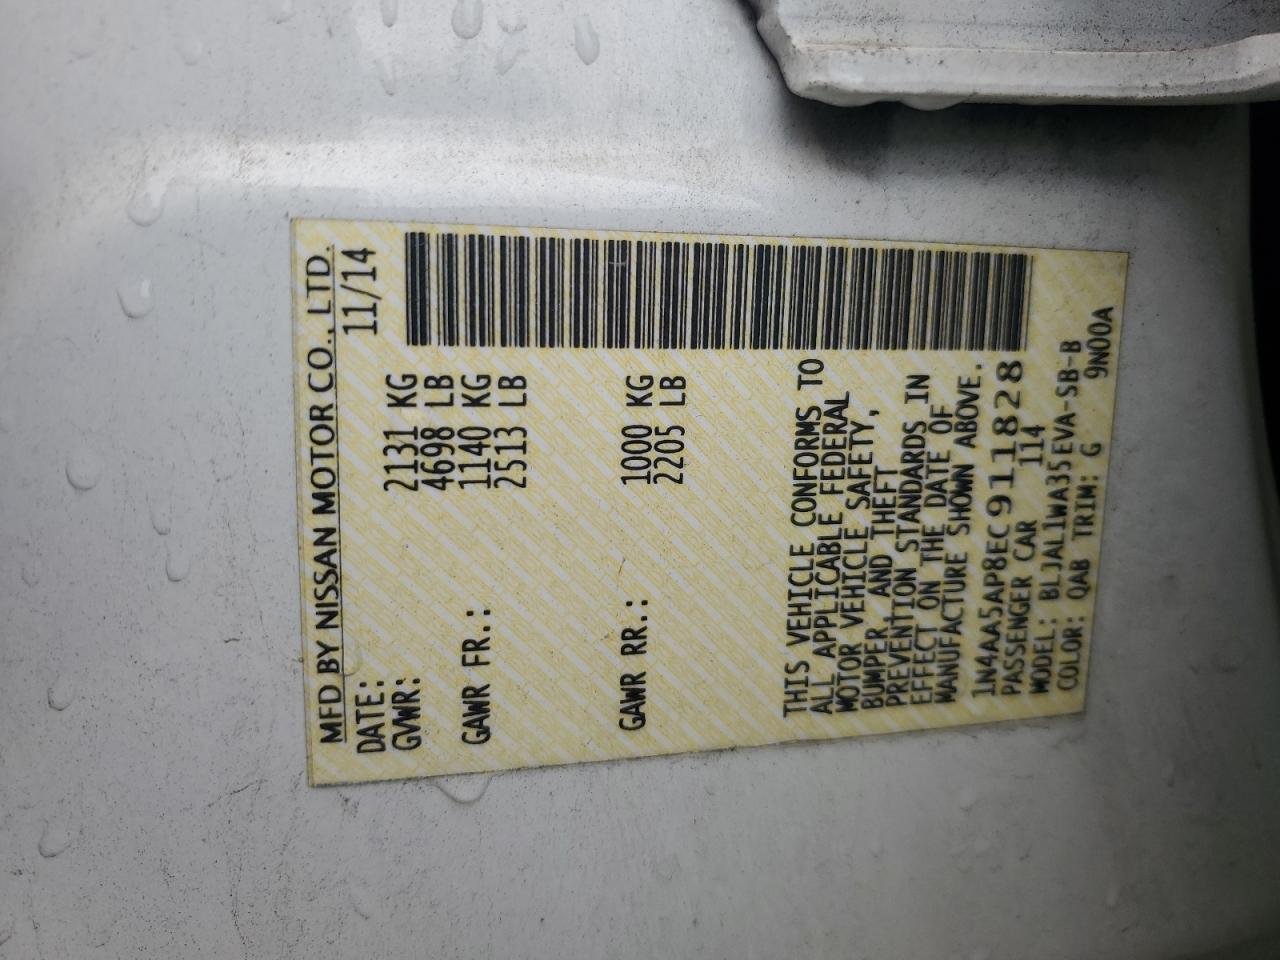 MFD BY NISSAN MOTOR CO., LTD.
DATE: 11/14
GVWR: 2131 KG
4698 LB
GAWR FR.: 1140 KG
2513 LB
GAWR RR.: 1000 KG
2205 LB
THIS VEHICLE CONFORMS TO
ALL APPLICABLE FEDERAL
MOTOR VEHICLE SAFETY,
BUMPER, AND THEFT
PREVENTION STANDARDS IN
EFFECT ON THE DATE OF
MANUFACTURE SHOWN ABOVE.
1N4AA5AP8EC911828
PASSENGER CAR 114
MODEL: BLJAL1WA35EVA-SB-B
COLOR: QAB TRIM: G 9N00A